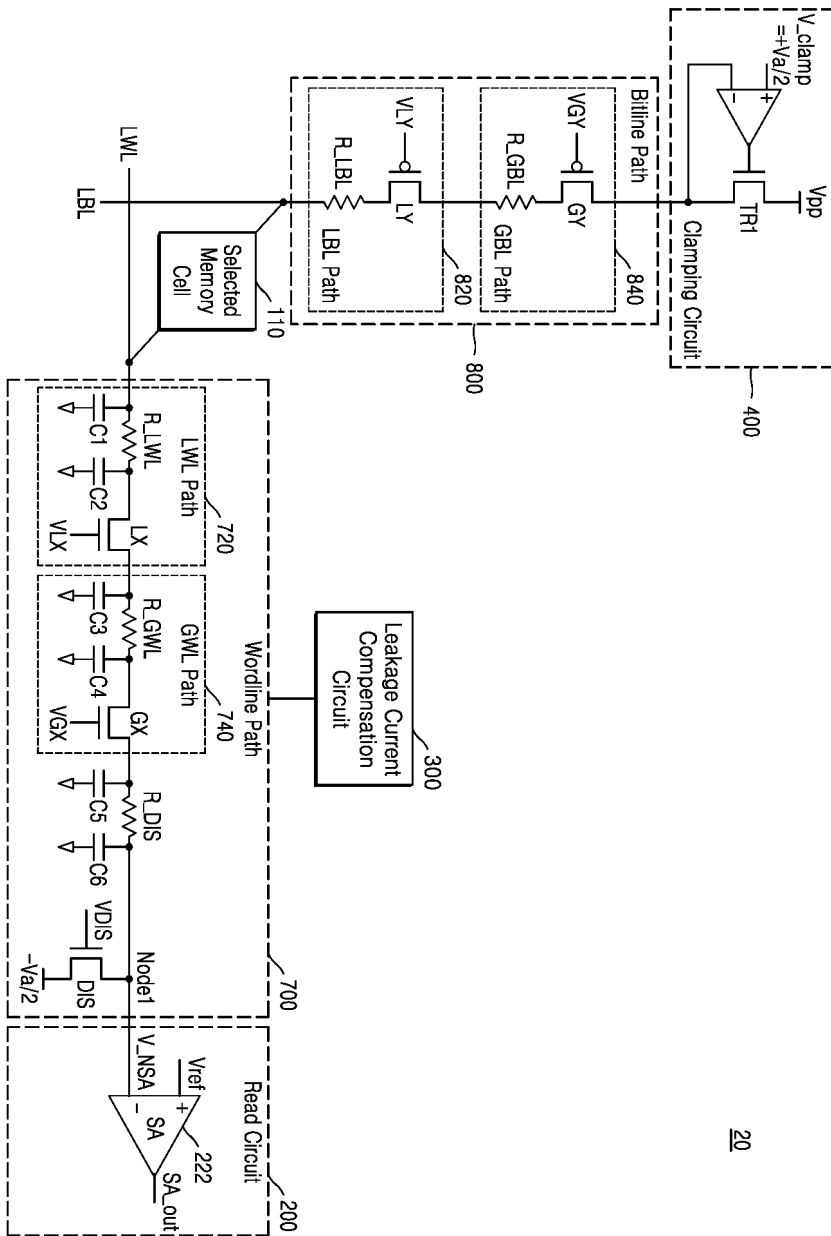 20
V_clamp
=+Va/2
+
−
Vpp
TR1
Clamping Circuit
400
Bitline Path
VGY
GY
R_GBL
GBL Path
840
VLY
LY
R_LBL
LBL Path
820
800
LWL
LBL
Selected
Memory
Cell
110
Leakage Current
Compensation
Circuit
300
Wordline Path
700
LWL Path
720
R_LWL
C1
C2
LX
VLX
GWL Path
740
R_GWL
C3
C4
GX
VGX
R_DIS
C5
C6
VDIS
DIS
−Va/2
Node1
Read Circuit
200
V_NSA
Vref
+
−
SA
222
SA_out